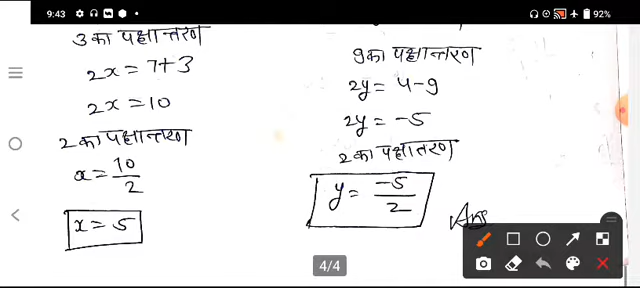 9:43
92%
3 का पक्षान्तरण
2x = 7+3
2x = 10
2 का पक्षान्तरण
x = 10/2
x = 5
9 का पक्षान्तरण
2y = 4-9
2y = -5
2 का पक्षांतरण
y = -5/2
Ans
4/4